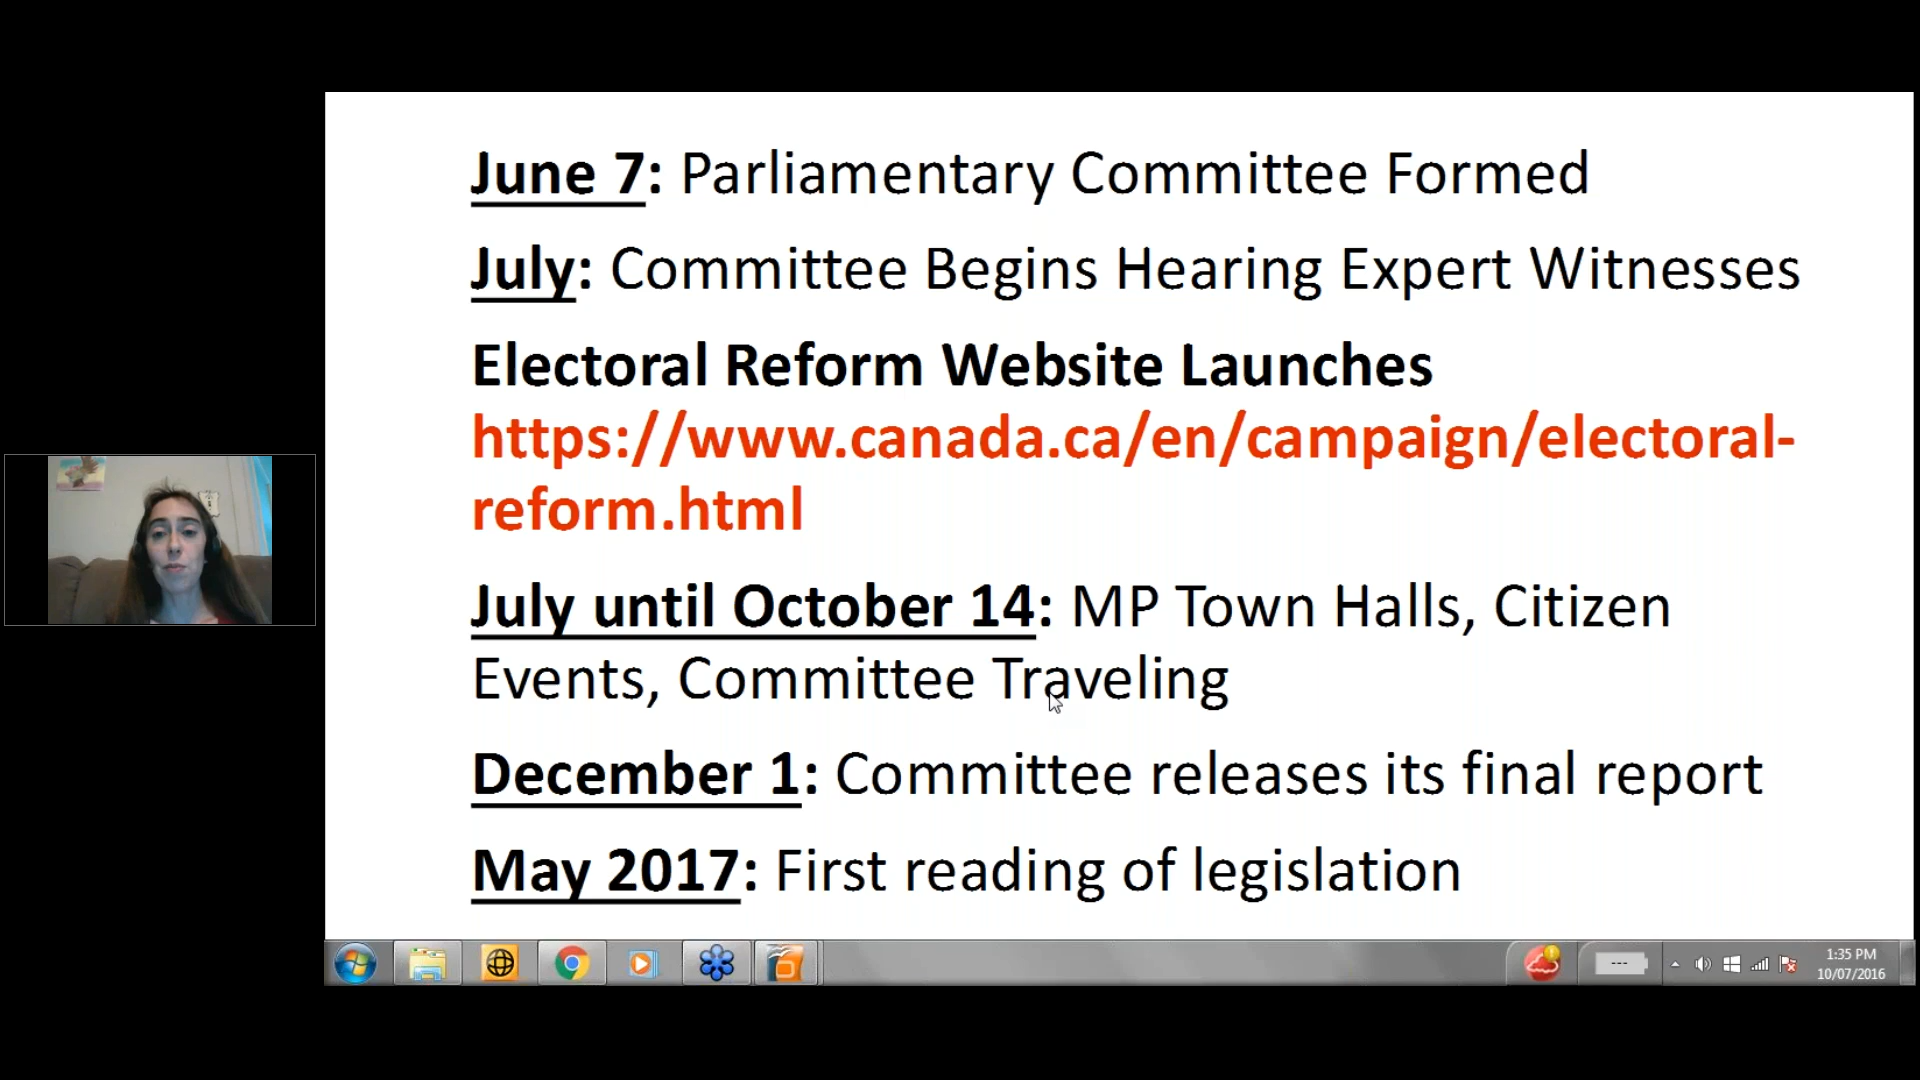 June 7: Parliamentary Committee Formed
July: Committee Begins Hearing Expert Witnesses
Electoral Reform Website Launches
https://www.canada.ca/en/campaign/electoral-
reform.html
July until October 14: MP Town Halls, Citizen
Events, Committee Traveling
December 1: Committee releases its final report
May 2017: First reading of legislation
---
1:35 PM
10/07/2016